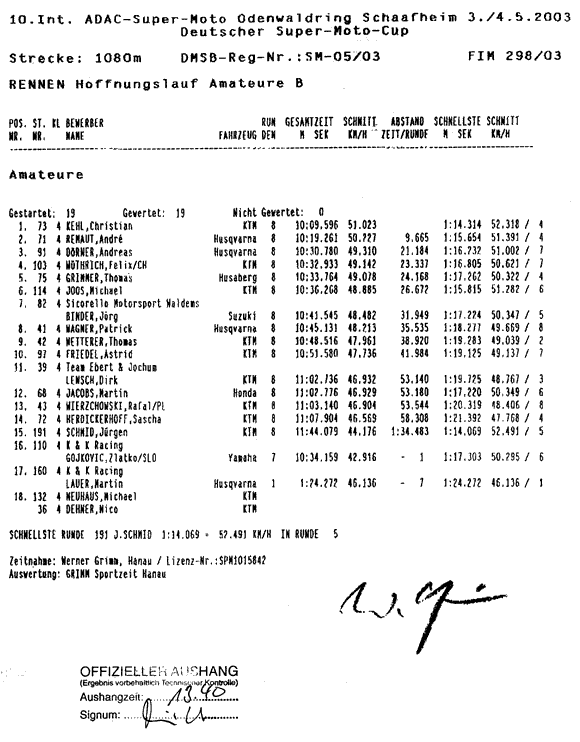 10.Int. ADAC-Super-Moto Odenwaldring Schaafheim 3./4.5.2003
Deutscher Super-Moto-Cup
Strecke: 1080m DMSB-Reg-Nr.:SM-05/03 FIM 298/03
RENNEN Hoffnungslauf Amateure B
POS. ST. KL BEWERBER RUN GESAMTZEIT SCHNITT ABSTAND SCHNELLSTE SCHNITT
NR. NR. NAME FAHRZEUG DEN M SEK KM/H ZEIT/RUNDE M SEK KM/H
Amateure
Gestartet: 19 Gewertet: 19 Nicht Gewertet: 0
1. 73 4 KEHL,Christian KTM 8 10:09.596 51.023 1:14.314 52.318 / 4
2. 71 4 REMAUT,André Husqvarna 8 10:19.261 50.727 9.665 1:15.654 51.391 / 4
3. 91 4 DÖRNER,Andreas Husqvarna 8 10:30.780 49.310 21.184 1:16.732 51.002 / 7
4. 103 4 WÜTHRICH,Felix/CH KTM 8 10:32.933 49.142 23.337 1:16.805 50.621 / 7
5. 75 4 GRIMMER,Thomas Husaberg 8 10:33.764 49.078 24.168 1:17.262 50.322 / 4
6. 114 4 JOOS,Michael KTM 8 10:36.268 48.885 26.672 1:15.815 51.282 / 6
7. 82 4 Sicorello Motorsport Waldems
BINDER,Jörg Suzuki 8 10:41.545 48.482 31.949 1:17.224 50.347 / 5
8. 41 4 WAGNER,Patrick Husqvarna 8 10:45.131 48.213 35.535 1:18.277 49.669 / 8
9. 42 4 WETTERER,Thomas KTM 8 10:48.516 47.961 38.920 1:19.283 49.039 / 2
10. 97 4 FRIEDEL,Astrid KTM 8 10:51.580 47.736 41.984 1:19.125 49.137 / 7
11. 39 4 Team Ebert & Jochum
LEWSCH,Dirk KTM 8 11:02.736 46.932 53.140 1:19.725 48.767 / 3
12. 68 4 JACOBS,Martin Honda 8 11:02.776 46.929 53.180 1:17.220 50.349 / 6
13. 43 4 WIERZCHOWSKI,Rafal/PL KTM 8 11:03.140 46.904 53.544 1:20.319 48.406 / 8
14. 72 4 HERDICKERHOFF,Sascha KTM 8 11:07.904 46.569 58.308 1:21.392 47.768 / 4
15. 191 4 SCHMID,Jürgen KTM 8 11:44.079 44.176 1:34.483 1:14.069 52.491 / 5
16. 110 4 K & K Racing
GOJKOVIC,Zlatko/SLO Yamaha 7 10:34.159 42.916 - 1 1:17.303 50.295 / 6
17. 160 4 K & K Racing
LAUER,Martin Husqvarna 1 1:24.272 46.136 - 7 1:24.272 46.136 / 1
18. 132 4 NEUHAUS,Michael KTM
36 4 DEHNER,Nico KTM
SCHNELLSTE RUNDE 191 J.SCHMID 1:14.069 = 52.491 KM/H IN RUNDE 5
Zeitnahme: Werner Grimm, Hanau / Lizenz-Nr.:SPM1015842
Auswertung: GRIMM Sportzeit Hanau
OFFIZIELLER AUSHANG
(Ergebnis vorbehaltlich Technischer Kontrolle)
Aushangzeit: 13.40
Signum: